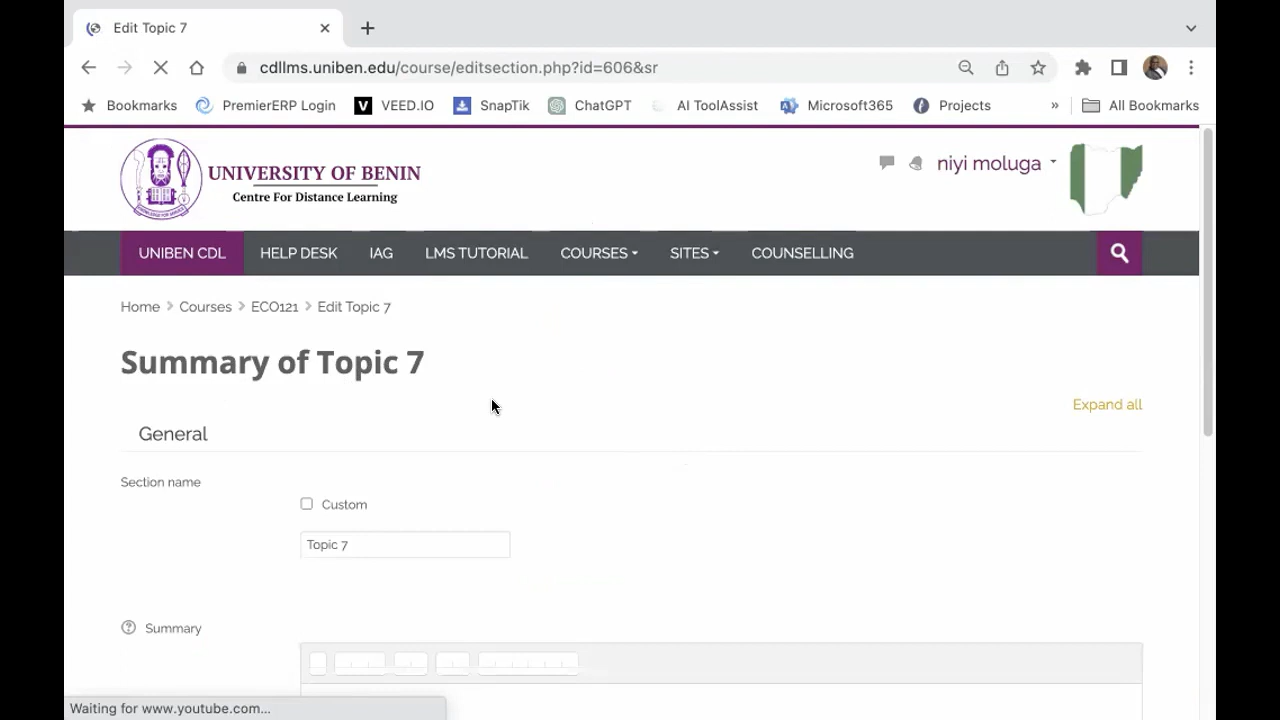 Edit Topic 7
cdllms.uniben.edu/course/editsection.php?id=606&sr
Bookmarks PremierERP Login VEED.IO SnapTik ChatGPT AI ToolAssist Microsoft365 Projects » All Bookmarks
UNIVERSITY OF BENIN
Centre For Distance Learning
niyi moluga
UNIBEN CDL HELP DESK IAG LMS TUTORIAL COURSES SITES COUNSELLING
Home Courses ECO121 Edit Topic 7
Summary of Topic 7
Expand all
General
Section name
Custom
Topic 7
Summary
Waiting for www.youtube.com...